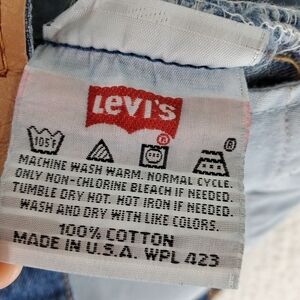 LEVI'S
105F
MACHINE WASH WARM. NORMAL CYCLE.
ONLY NON-CHLORINE BLEACH IF NEEDED.
TUMBLE DRY HOT. HOT IRON IF NEEDED.
WASH AND DRY WITH LIKE COLORS.
100% COTTON
MADE IN U.S.A. WPL 423